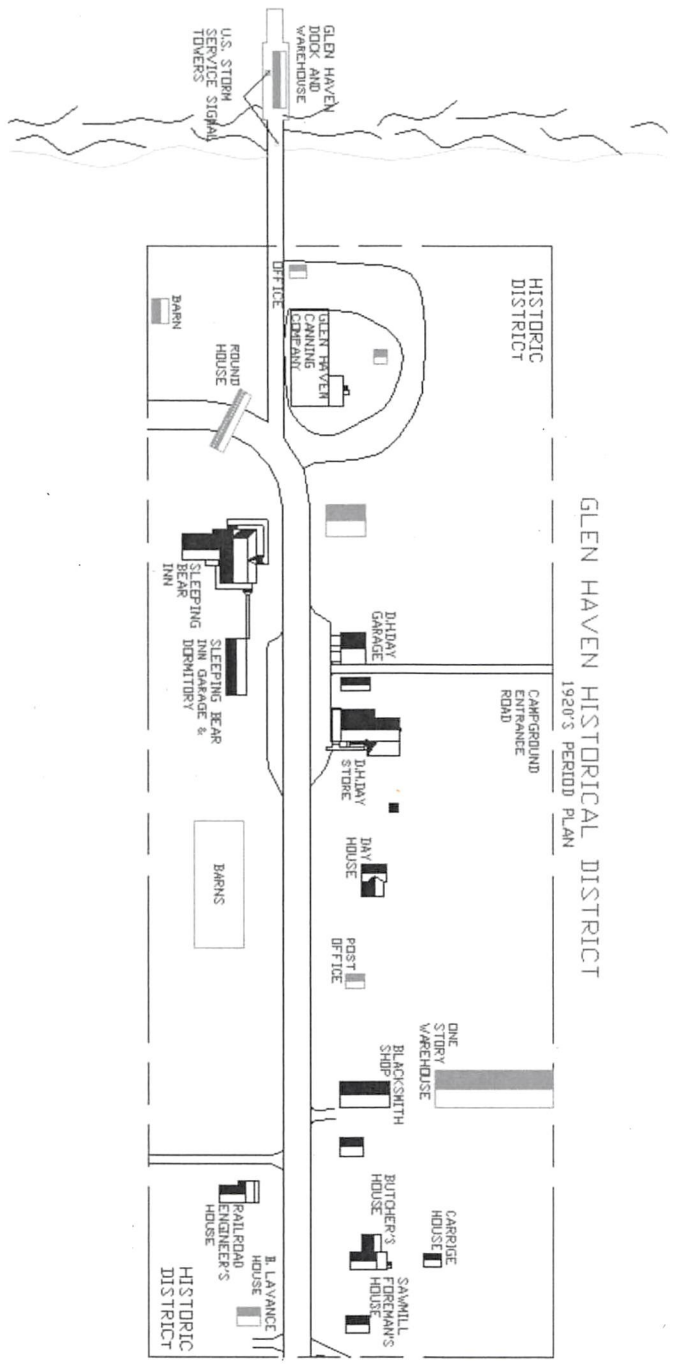 GLEN HAVEN HISTORICAL DISTRICT
1920'S PERIOD PLAN
GLEN HAVEN
DOCK AND
WAREHOUSE
U.S. STORM
SERVICE SIGNAL
TOWERS
HISTORIC
DISTRICT
OFFICE
GLEN HAVEN
CANNING
COMPANY
BARN
ROUND
HOUSE
SLEEPING
BEAR
INN
SLEEPING BEAR
INN GARAGE &
DORMITORY
D.H.DAY
GARAGE
CAMPGROUND
ENTRANCE
ROAD
D.H.DAY
STORE
DAY
HOUSE
BARNS
POST
OFFICE
ONE
STORY
WAREHOUSE
BLACKSMITH
SHOP
BUTCHER'S
HOUSE
CARRIGE
HOUSE
SAWMILL
FOREMAN'S
HOUSE
RAILROAD
ENGINEER'S
HOUSE
B. LAVANCE
HOUSE
HISTORIC
DISTRICT